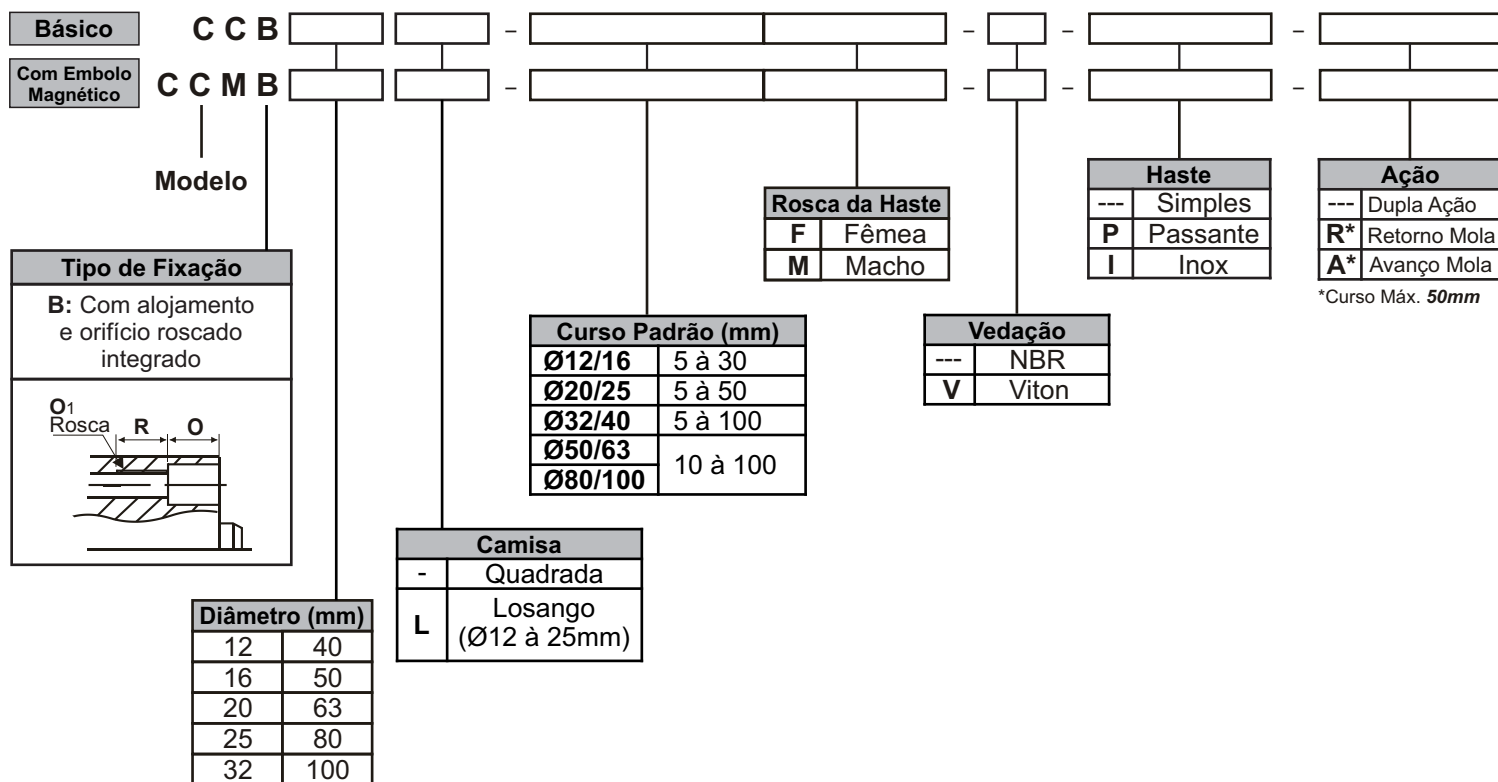 Básico
C C B - - - -
Com Embolo
Magnético
C C M B - - - -
Modelo
Tipo de Fixação
B: Com alojamento
e orifício roscado
integrado
O1
Rosca
R O
Diâmetro (mm)
12 40
16 50
20 63
25 80
32 100
Camisa
- Quadrada
L Losango
(Ø12 à 25mm)
Curso Padrão (mm)
Ø12/16 5 à 30
Ø20/25 5 à 50
Ø32/40 5 à 100
Ø50/63
10 à 100
Ø80/100
Rosca da Haste
F Fêmea
M Macho
Vedação
--- NBR
V Viton
Haste
--- Simples
P Passante
I Inox
Ação
--- Dupla Ação
R* Retorno Mola
A* Avanço Mola
*Curso Máx. 50mm